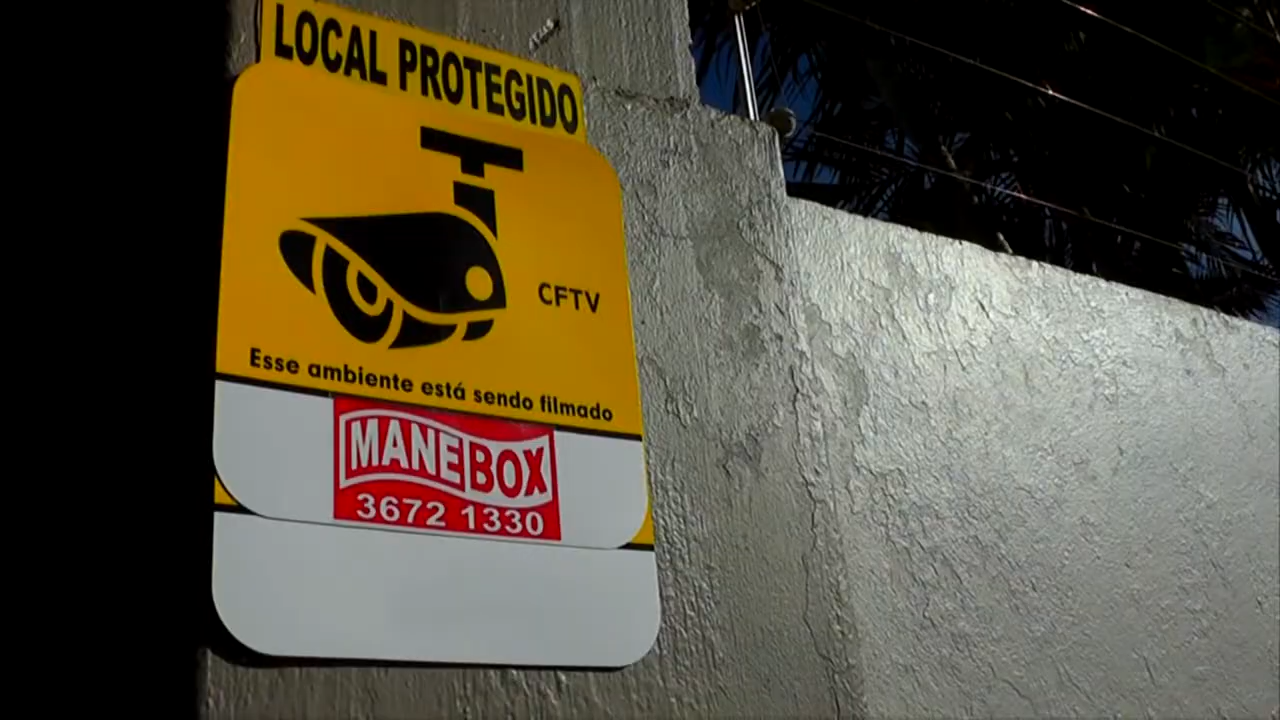 LOCAL PROTEGIDO
CFTV
Esse ambiente está sendo filmado
MANEBOX
3672 1330